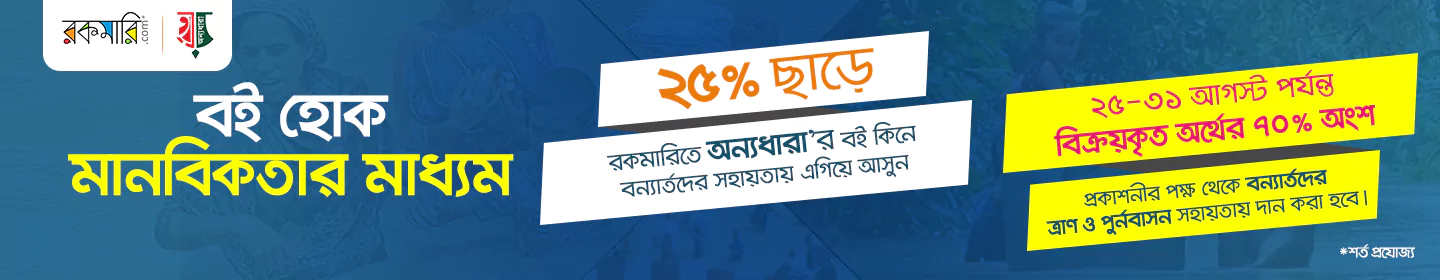 রকমারি.com*
অন্যধারা
বই হোক
মানবিকতার মাধ্যম
২৫% ছাড়ে
রকমারিতে অন্যধারা'র বই কিনে
বন্যার্তদের সহায়তায় এগিয়ে আসুন
২৫-৩১ আগস্ট পর্যন্ত
বিক্রয়কৃত অর্থের ৭০% অংশ
প্রকাশনীর পক্ষ থেকে বন্যার্তদের
ত্রাণ ও পুর্নবাসন সহায়তায় দান করা হবে।
*শর্ত প্রযোজ্য